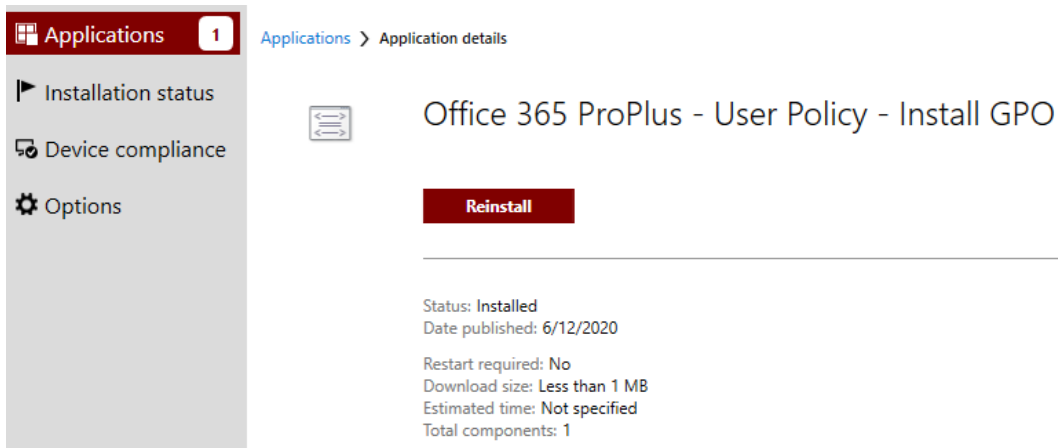 Applications 1
Installation status
Device compliance
Options
Applications > Application details
Office 365 ProPlus - User Policy - Install GPO
Reinstall
Status: Installed
Date published: 6/12/2020
Restart required: No
Download size: Less than 1 MB
Estimated time: Not specified
Total components: 1